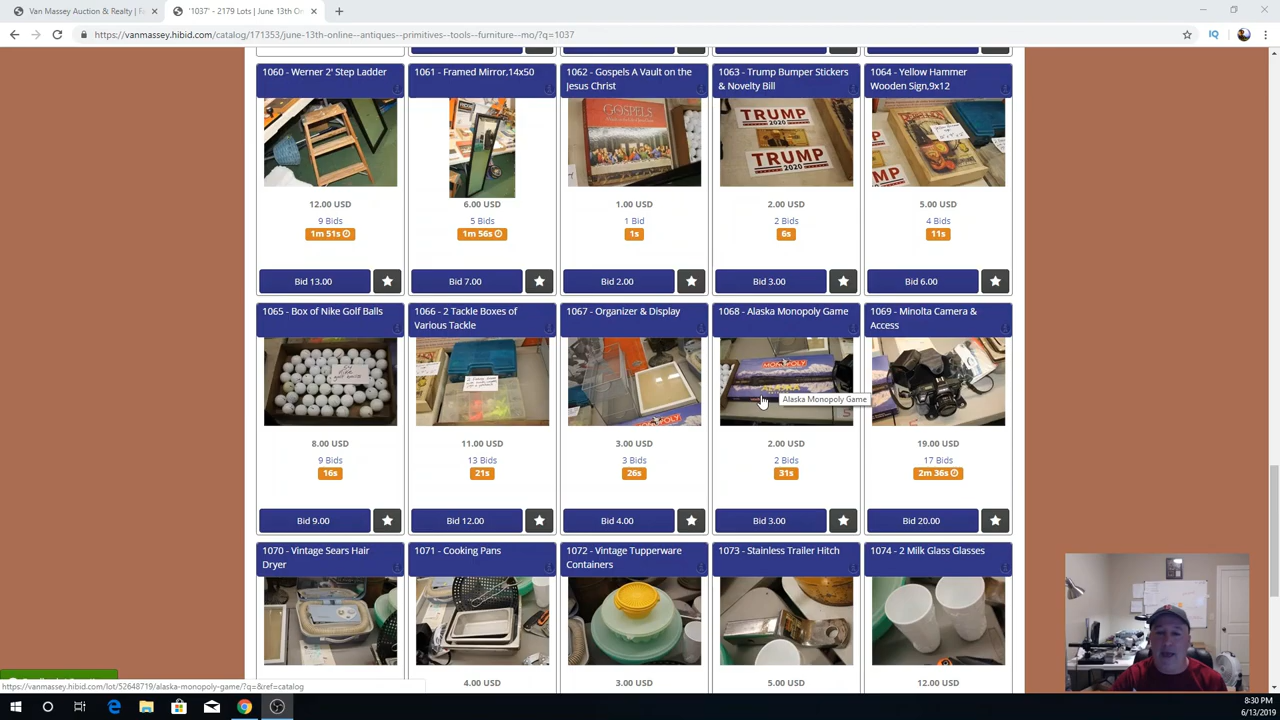 Van Massey Auction & Realty | Fa
'1037' - 2179 Lots | June 13th On
https://vanmassey.hibid.com/catalog/171353/june-13th-online--antiques--primitives--tools--furniture--mo/?q=1037
1060 - Werner 2' Step Ladder
1061 - Framed Mirror,14x50
1062 - Gospels A Vault on the Jesus Christ
1063 - Trump Bumper Stickers & Novelty Bill
1064 - Yellow Hammer Wooden Sign,9x12
GOSPELS
TRUMP
2020
TRUMP
2020
TRUMP
12.00 USD
6.00 USD
1.00 USD
2.00 USD
5.00 USD
9 Bids
5 Bids
1 Bid
2 Bids
4 Bids
1m 51s
1m 56s
1s
6s
11s
Bid 13.00
Bid 7.00
Bid 2.00
Bid 3.00
Bid 6.00
1065 - Box of Nike Golf Balls
1066 - 2 Tackle Boxes of Various Tackle
1067 - Organizer & Display
1068 - Alaska Monopoly Game
1069 - Minolta Camera & Access
MONOPOLY
ALASKA
Alaska Monopoly Game
8.00 USD
11.00 USD
3.00 USD
2.00 USD
19.00 USD
9 Bids
13 Bids
3 Bids
2 Bids
17 Bids
16s
21s
26s
31s
2m 36s
Bid 9.00
Bid 12.00
Bid 4.00
Bid 3.00
Bid 20.00
1070 - Vintage Sears Hair Dryer
1071 - Cooking Pans
1072 - Vintage Tupperware Containers
1073 - Stainless Trailer Hitch
1074 - 2 Milk Glass Glasses
4.00 USD
3.00 USD
5.00 USD
12.00 USD
https://vanmassey.hibid.com/lot/52648719/alaska-monopoly-game/?q=&ref=catalog
8:30 PM
6/13/2019